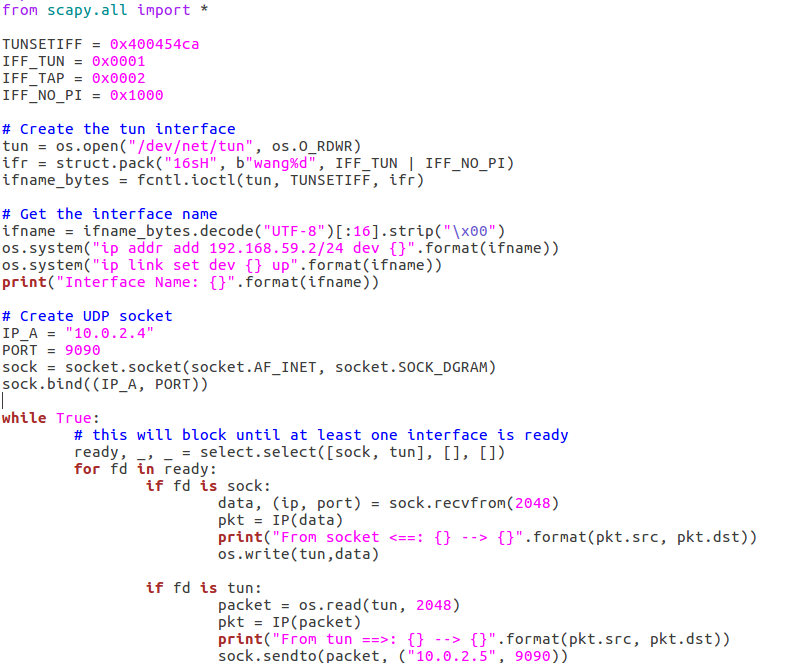 from scapy.all import *
TUNSETIFF = 0x400454ca
IFF_TUN = 0x0001
IFF_TAP = 0x0002
IFF_NO_PI = 0x1000
# Create the tun interface
tun = os.open("/dev/net/tun", os.O_RDWR)
ifr = struct.pack("16sH", b"wang%d", IFF_TUN | IFF_NO_PI)
ifname_bytes = fcntl.ioctl(tun, TUNSETIFF, ifr)
# Get the interface name
ifname = ifname_bytes.decode("UTF-8")[:16].strip("\x00")
os.system("ip addr add 192.168.59.2/24 dev {}".format(ifname))
os.system("ip link set dev {} up".format(ifname))
print("Interface Name: {}".format(ifname))
# Create UDP socket
IP_A = "10.0.2.4"
PORT = 9090
sock = socket.socket(socket.AF_INET, socket.SOCK_DGRAM)
sock.bind((IP_A, PORT))
while True:
# this will block until at least one interface is ready
ready, _, _ = select.select([sock, tun], [], [])
for fd in ready:
if fd is sock:
data, (ip, port) = sock.recvfrom(2048)
pkt = IP(data)
print("From socket <==: {} --> {}".format(pkt.src, pkt.dst))
os.write(tun,data)
if fd is tun:
packet = os.read(tun, 2048)
pkt = IP(packet)
print("From tun ==>: {} --> {}".format(pkt.src, pkt.dst))
sock.sendto(packet, ("10.0.2.5", 9090))